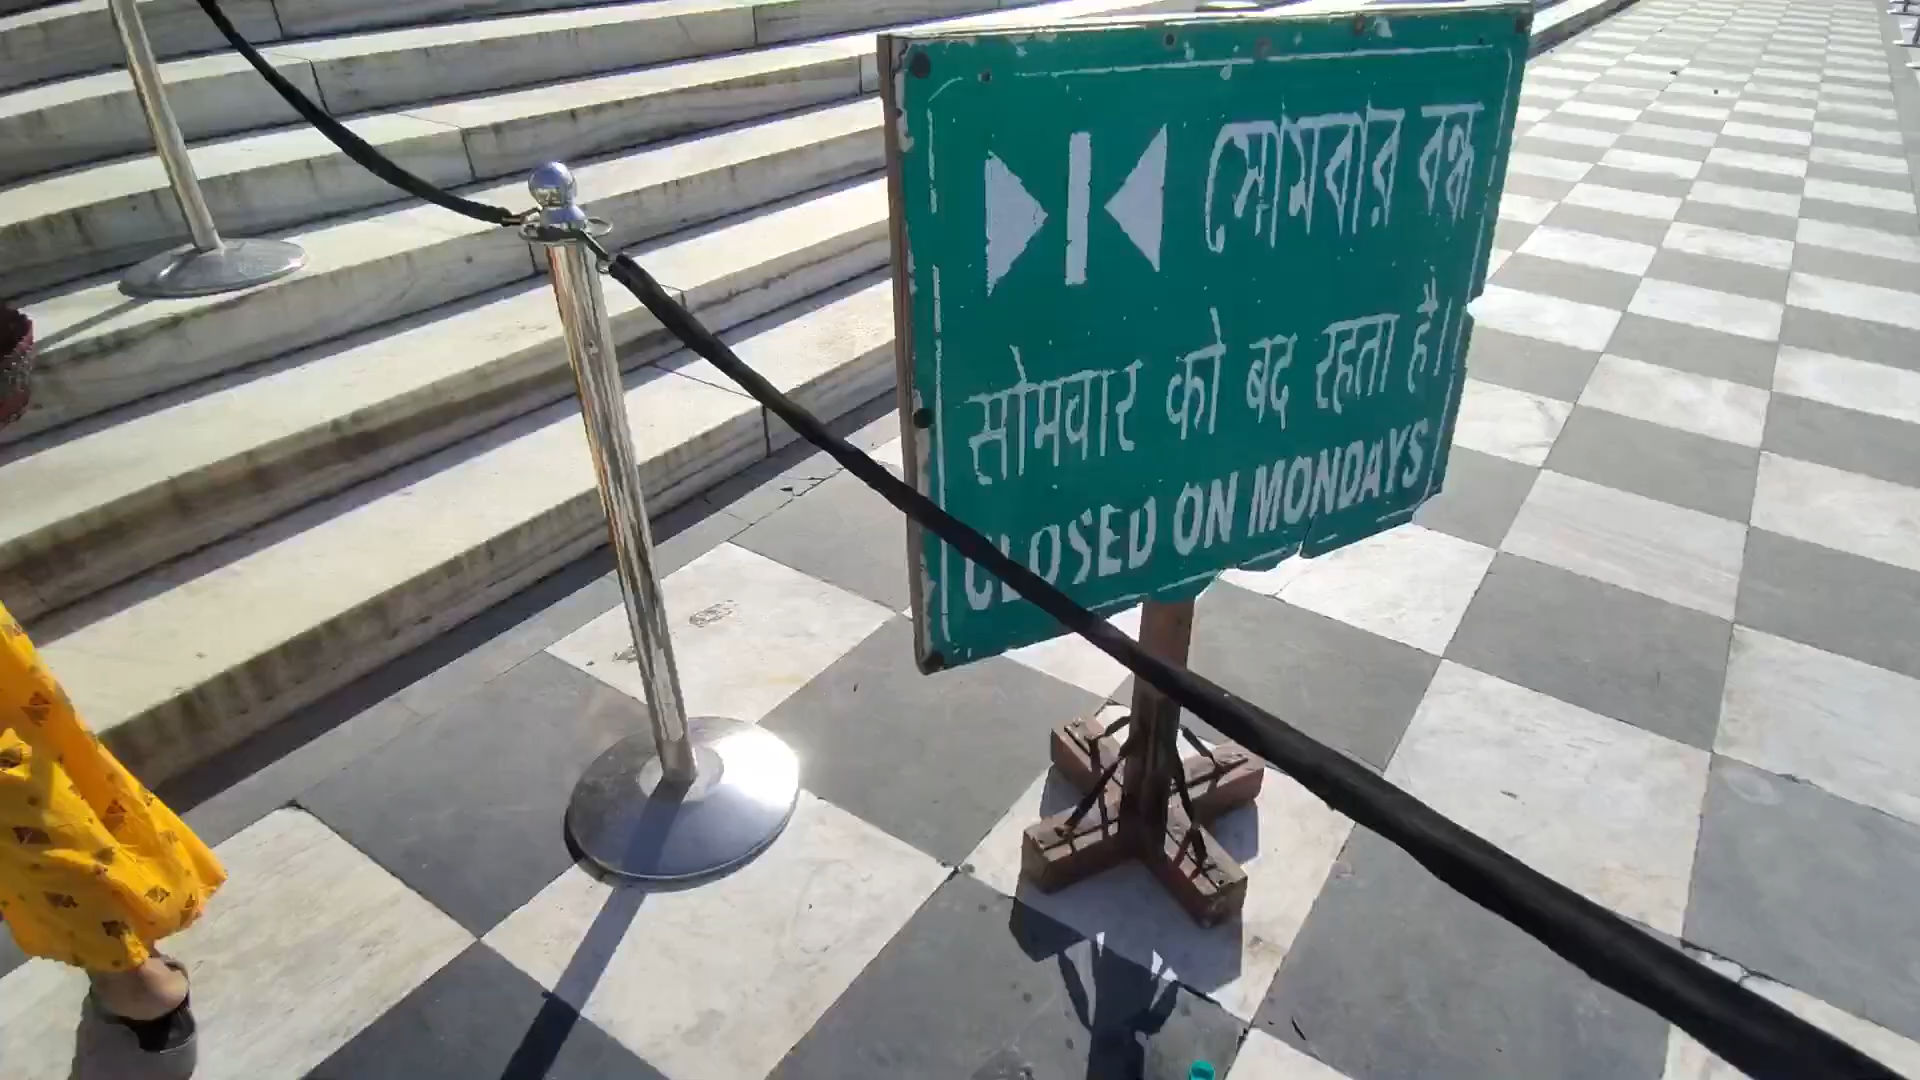 সোমবার বন্ধ
सोमवार को बद रहता है।
CLOSED ON MONDAYS